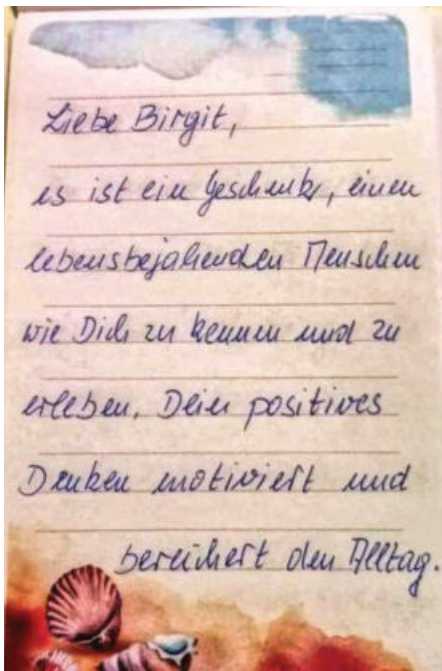 Liebe Birgit,
es ist ein Geschenk, einen
lebensbejahenden Menschen
wie Dich zu kennen und zu
erleben. Dein positives
Denken motiviert und
bereichert den Alltag.